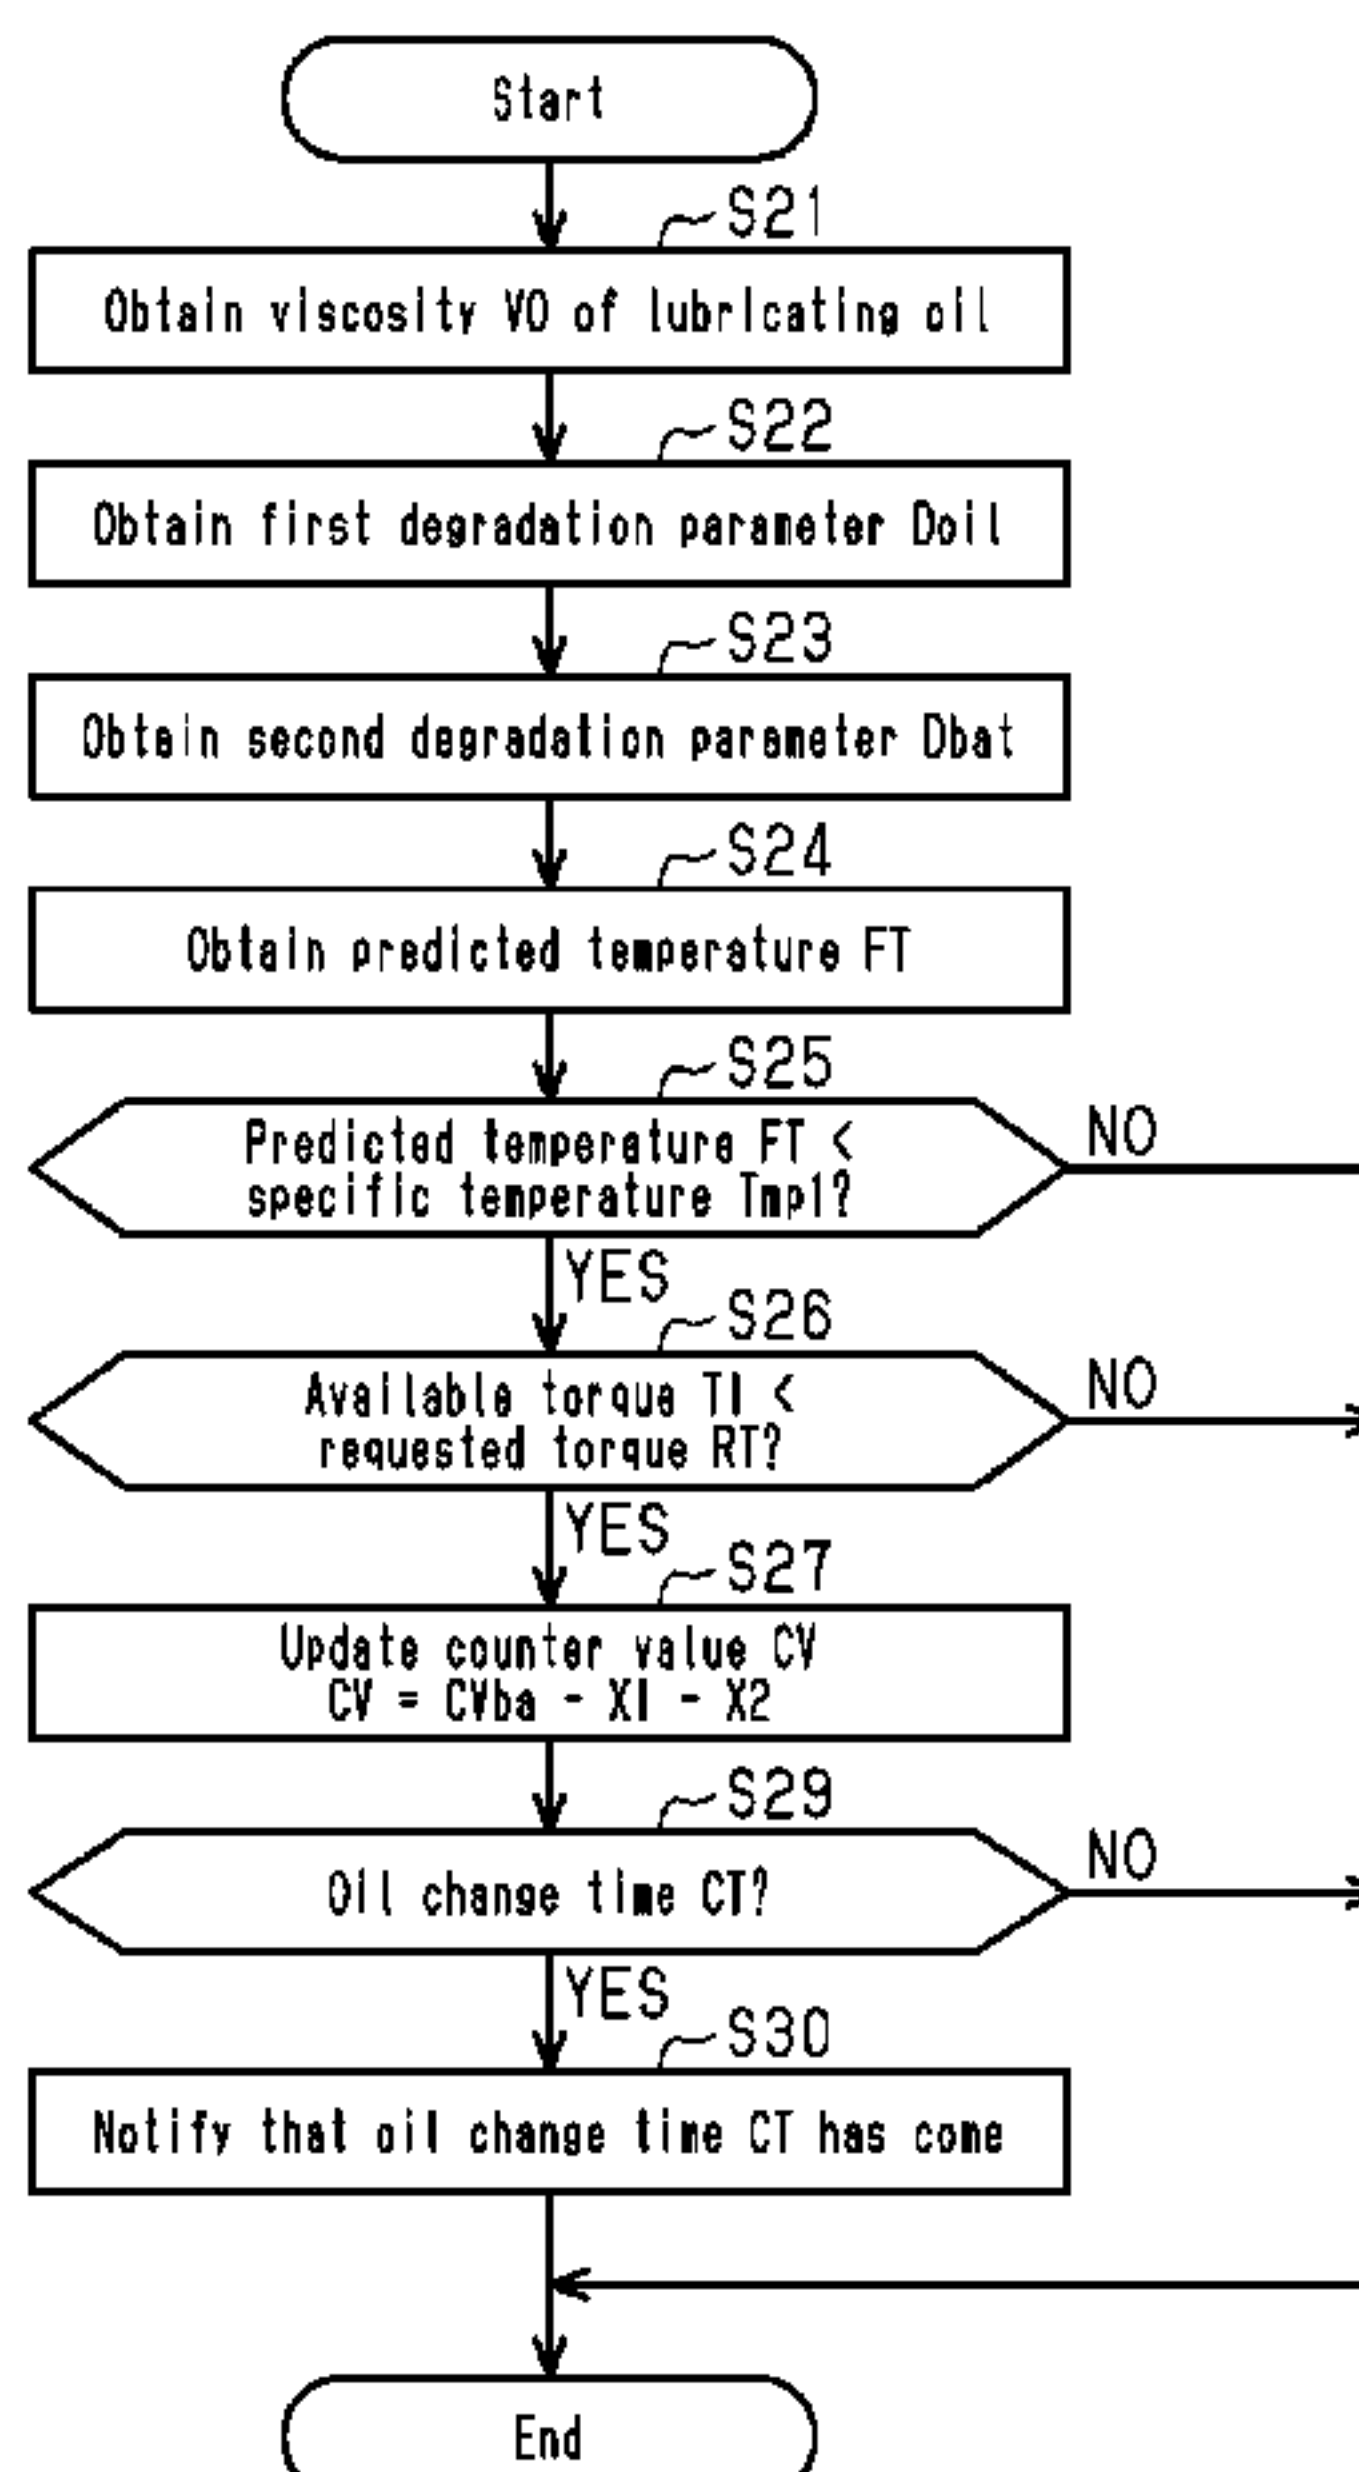 Start
S21
Obtain viscosity VO of lubricating oil
S22
Obtain first degradation parameter Doil
S23
Obtain second degradation parameter Dbat
S24
Obtain predicted temperature FT
S25
Predicted temperature FT <
specific temperature Tmp1?
NO
YES
S26
Available torque TI <
requested torque RT?
NO
YES
S27
Update counter value CV
CV = CVba - X1 - X2
S29
Oil change time CT?
NO
YES
S30
Notify that oil change time CT has come
End